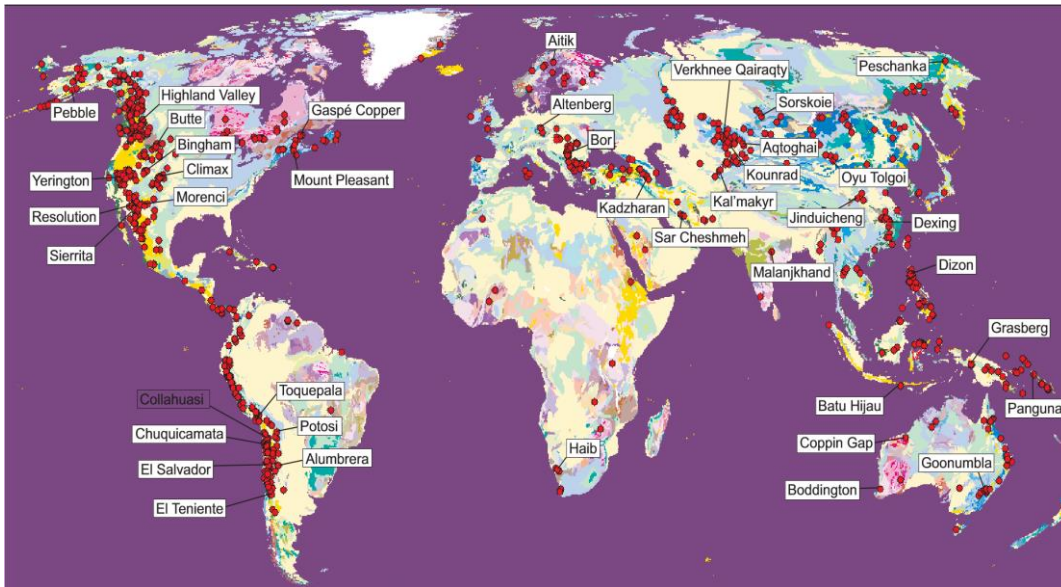 Aitik
Verkhnee Qairaqty
Peschanka
Pebble
Highland Valley
Gaspé Copper
Altenberg
Sorskoie
Butte
Bor
Bingham
Aqtoghai
Climax
Mount Pleasant
Kounrad
Oyu Tolgoi
Yerington
Morenci
Kal'makyr
Resolution
Kadzharan
Jinduicheng
Dexing
Sierrita
Sar Cheshmeh
Malanjkhand
Dizon
Grasberg
Toquepala
Collahuasi
Batu Hijau
Panguna
Potosi
Chuquicamata
Coppin Gap
Haib
Alumbrera
El Salvador
Goonumbla
Boddington
El Teniente